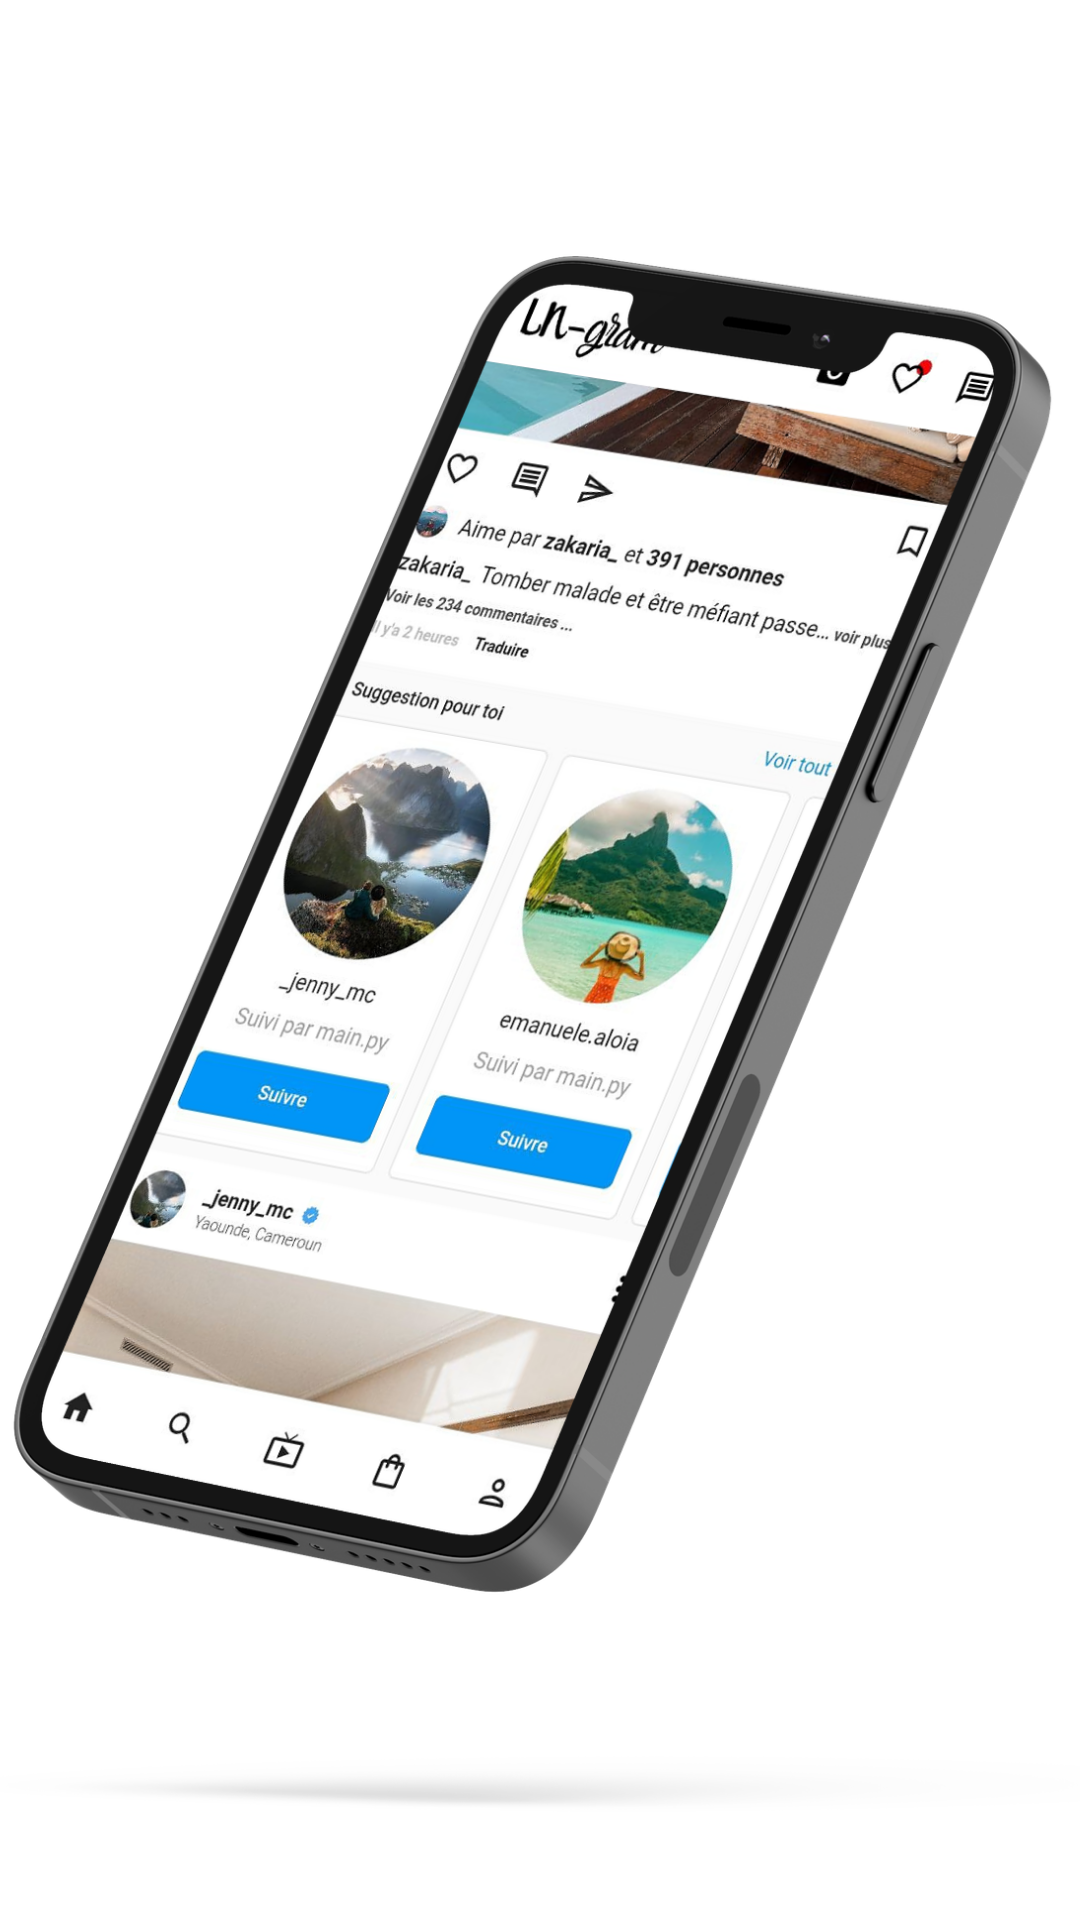 LN-gram
Aime par zakaria_ et 391 personnes
zakaria_ Tomber malade et être méfiant passe... voir plus
Voir les 234 commentaires ...
Il y'a 2 heures Traduire
Suggestion pour toi
Voir tout
_jenny_mc
Suivi par main.py
Suivre
emanuele.aloia
Suivi par main.py
Suivre
_jenny_mc
Yaounde, Cameroun